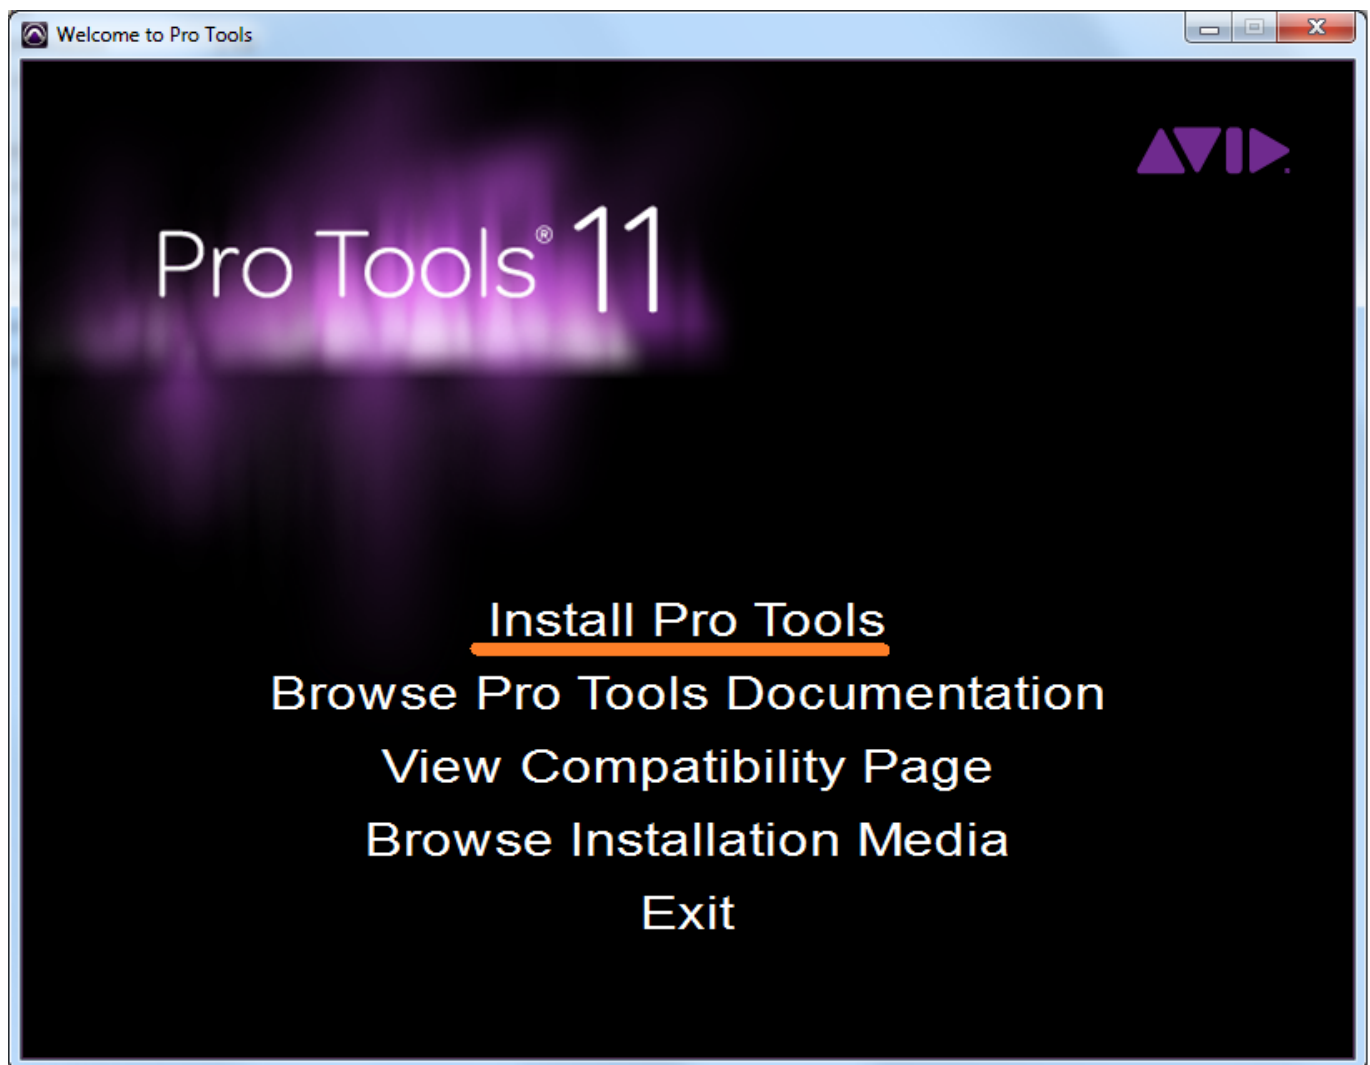 Welcome to Pro Tools
AVID
Pro Tools® 11
Install Pro Tools
Browse Pro Tools Documentation
View Compatibility Page
Browse Installation Media
Exit